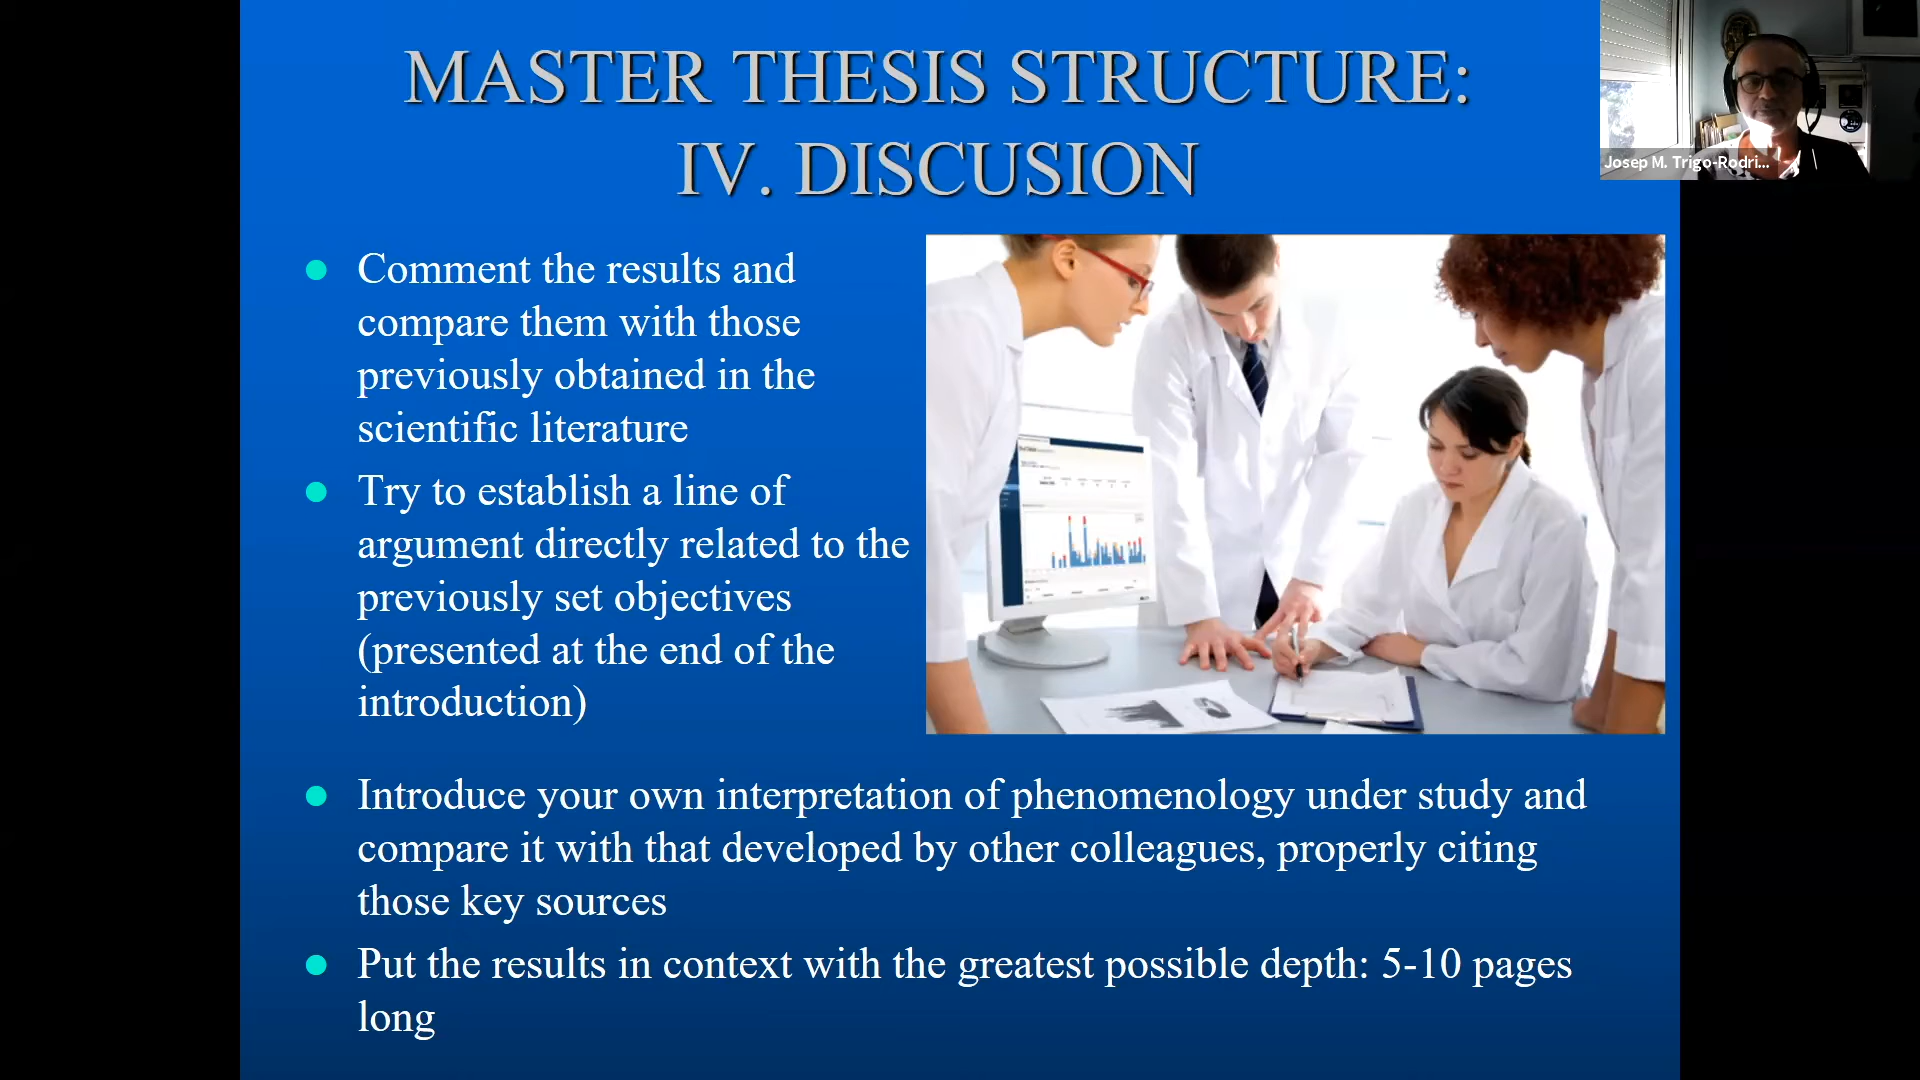 MASTER THESIS STRUCTURE:
IV. DISCUSION
Josep M. Trigo-Rodri...
Comment the results and
compare them with those
previously obtained in the
scientific literature
Try to establish a line of
argument directly related to the
previously set objectives
(presented at the end of the
introduction)
Introduce your own interpretation of phenomenology under study and
compare it with that developed by other colleagues, properly citing
those key sources
Put the results in context with the greatest possible depth: 5-10 pages
long